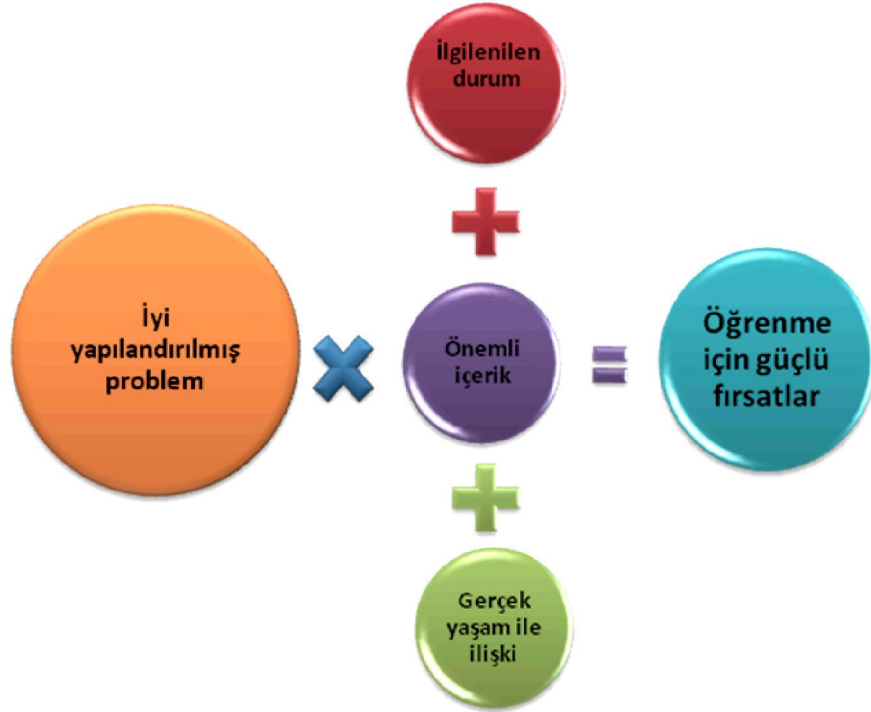 İlgilenilen
durum
İyi
yapılandırılmış
problem
Önemli
içerik
Öğrenme
için güçlü
fırsatlar
Gerçek
yaşam ile
ilişki